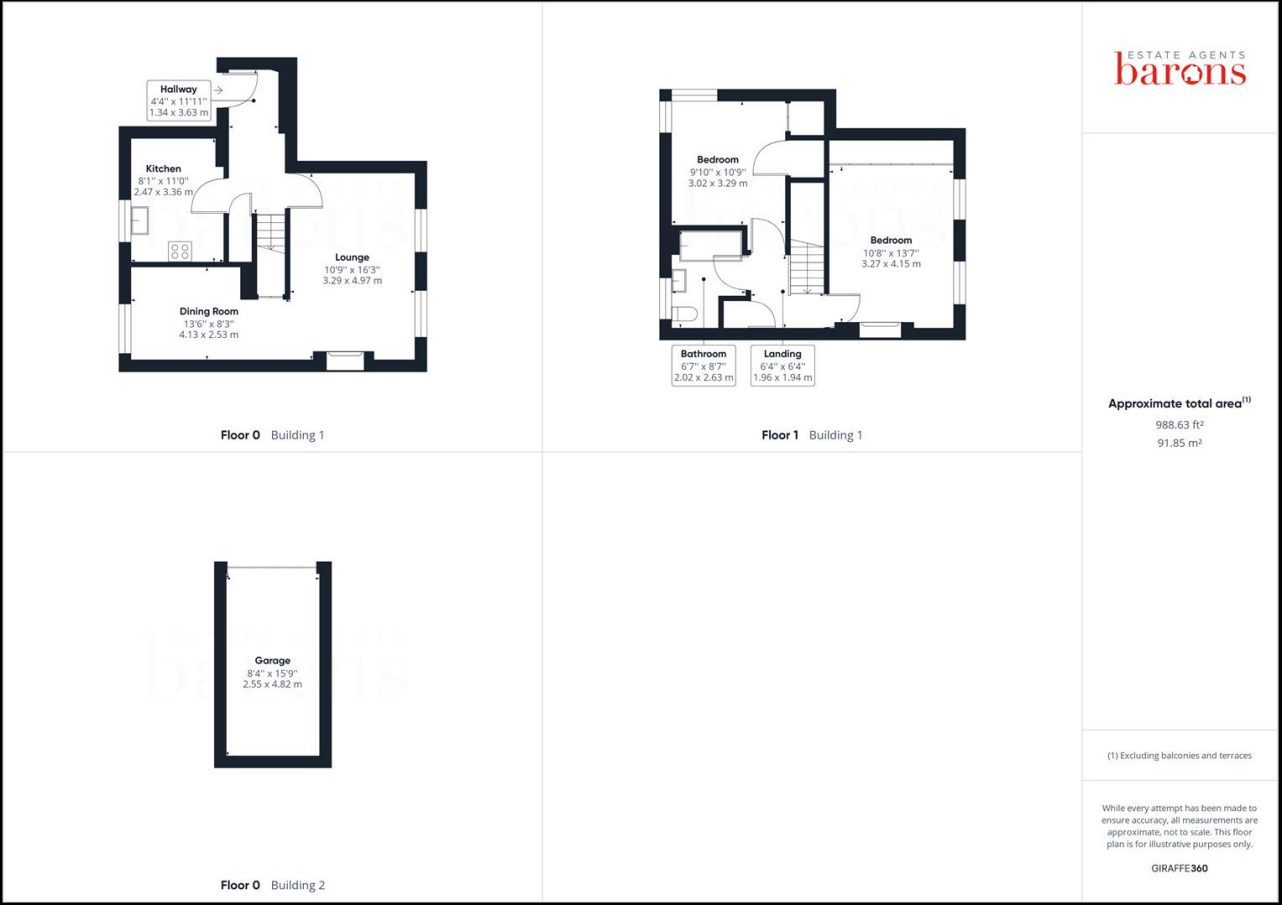 Hallway
4'4" x 11'11"
1.34 x 3.63 m
Kitchen
8'1" x 11'0"
2.47 x 3.36 m
Lounge
10'9" x 16'3"
3.29 x 4.97 m
Dining Room
13'6" x 8'3"
4.13 x 2.53 m
Floor 0 Building 1
Bedroom
9'10" x 10'9"
3.02 x 3.29 m
Bedroom
10'8" x 13'7"
3.27 x 4.15 m
Bathroom
6'7" x 8'7"
2.02 x 2.63 m
Landing
6'4" x 6'4"
1.96 x 1.94 m
Floor 1 Building 1
ESTATE AGENTS
barons
Garage
8'4" x 15'9"
2.55 x 4.82 m
Floor 0 Building 2
ESTATE AGENTS
barons
Approximate total area(1)
988.63 ft²
91.85 m²
(1) Excluding balconies and terraces
While every attempt has been made to
ensure accuracy, all measurements are
approximate, not to scale. This floor
plan is for illustrative purposes only.
GIRAFFE360